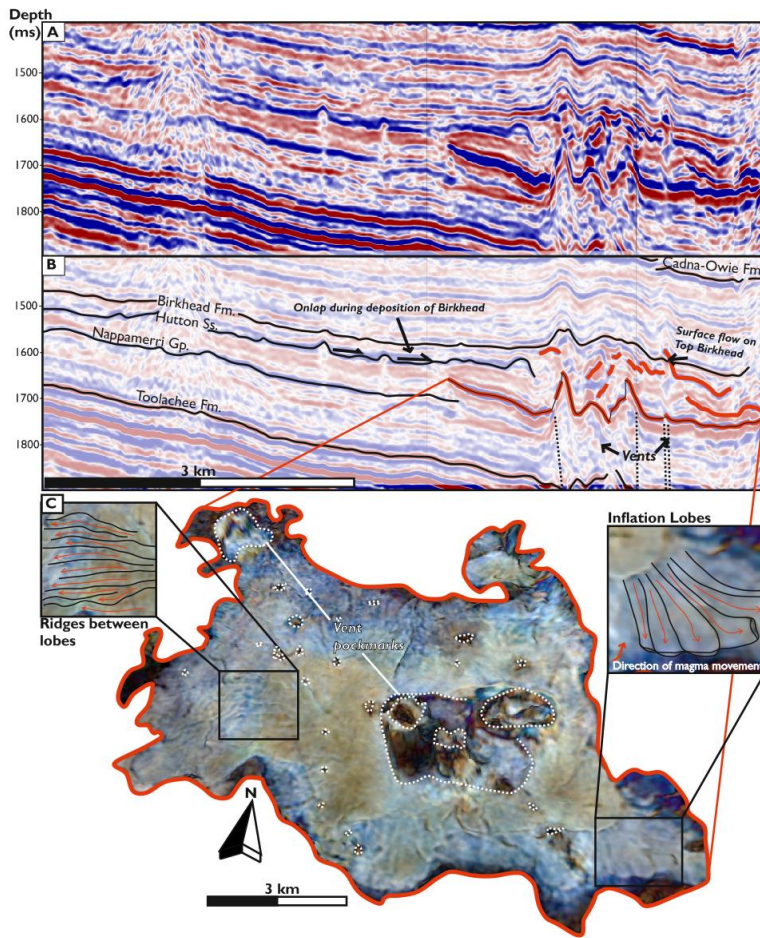 Depth
(ms)
A
1500
1600
1700
1800
B
Cadna-Owie Fm.
1500
Birkhead Fm.
Onlap during deposition of Birkhead
Hutton Ss.
Surface flow on
Top Birkhead
1600
Nappamerri Gp.
1700
Toolachee Fm.
1800
Vents
3 km
C
Inflation Lobes
Ridges between
lobes
Vent
pockmarks
Direction of magma movement
N
3 km